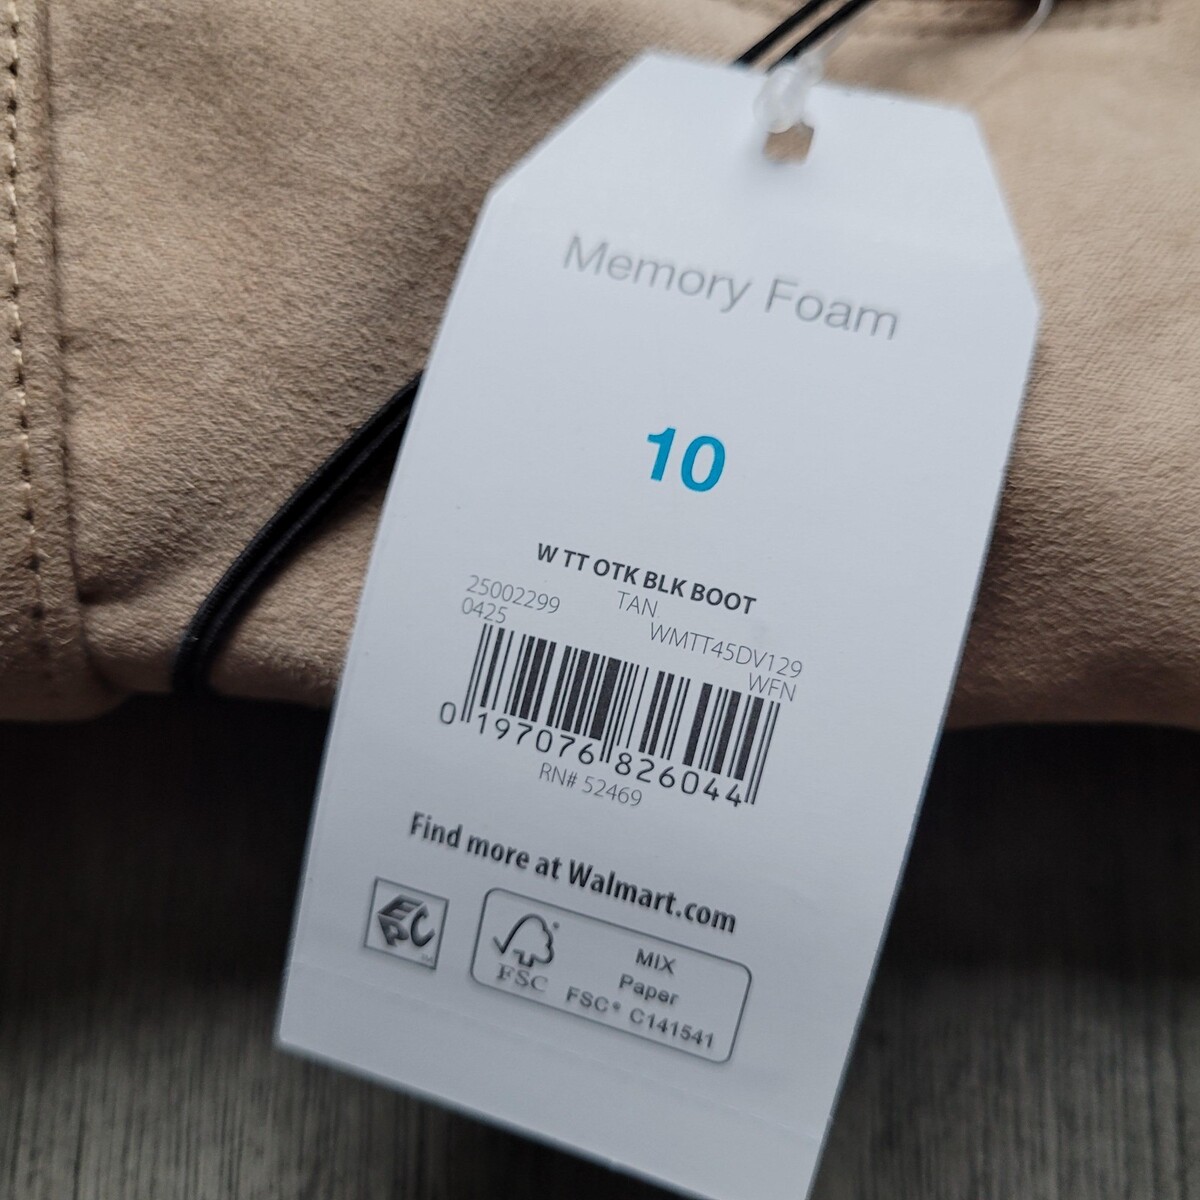 Memory Foam
10
W TT OTK BLK BOOT
25002299 TAN
0425 WMTT45DV129
WFN
0 197076 826044
RN# 52469
Find more at Walmart.com
EPC
FSC
MIX
Paper
FSC® C141541